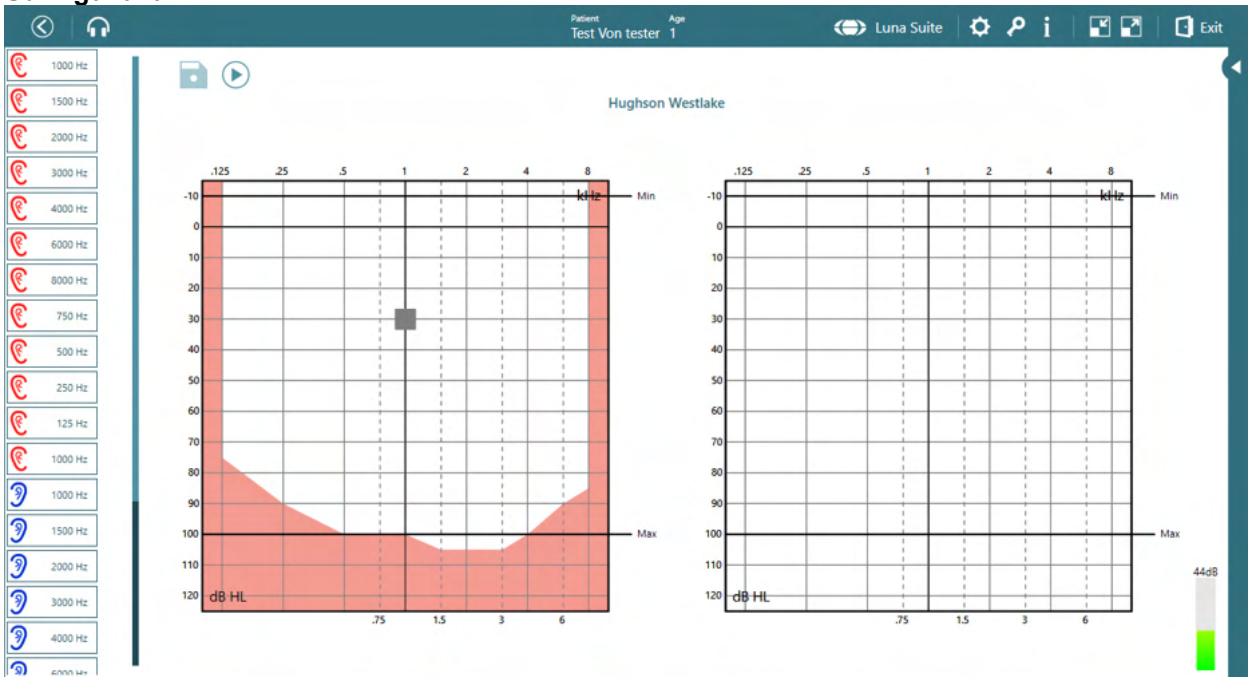 Patient Age
Test Von tester 1
Luna Suite
Exit
1000 Hz
1500 Hz
2000 Hz
3000 Hz
4000 Hz
6000 Hz
8000 Hz
750 Hz
500 Hz
250 Hz
125 Hz
1000 Hz
1000 Hz
1500 Hz
2000 Hz
3000 Hz
4000 Hz
6000 Hz
Hughson Westlake
.125 .25 .5 1 2 4 8
kHz
-10 Min
0
10
20
30
40
50
60
70
80
90
100 Max
110
120 dB HL
.75 1.5 3 6
.125 .25 .5 1 2 4 8
kHz
-10 Min
0
10
20
30
40
50
60
70
80
90
100 Max
110
120 dB HL
.75 1.5 3 6
44dB